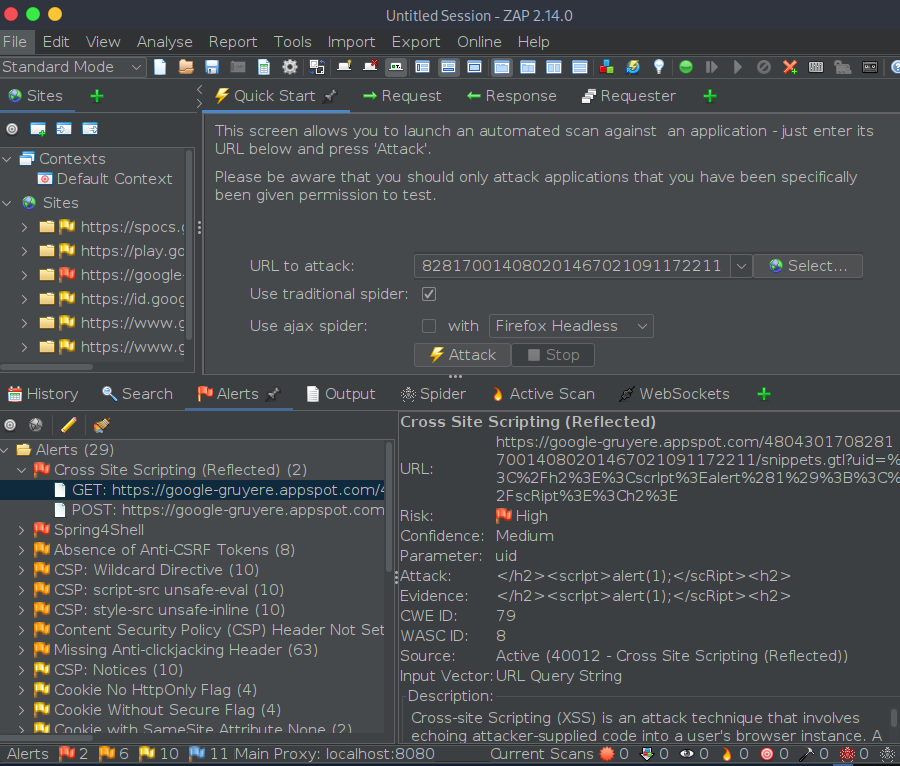 Untitled Session - ZAP 2.14.0
File Edit View Analyse Report Tools Import Export Online Help
Standard Mode
Sites
Quick Start Request Response Requester
This screen allows you to launch an automated scan against an application - just enter its
URL below and press 'Attack'.
Please be aware that you should only attack applications that you have been specifically
been given permission to test.
Contexts
Default Context
Sites
https://spocs.g
https://play.go
https://google-
https://id.goog
https://www.g
https://www.g
URL to attack: 82817001408020146702109117221​1 Select...
Use traditional spider:
Use ajax spider: with Firefox Headless
Attack Stop
History Search Alerts Output Spider Active Scan WebSockets
Alerts (29)
Cross Site Scripting (Reflected) (2)
GET: https://google-gruyere.appspot.com/4
POST: https://google-gruyere.appspot.com
Spring4Shell
Absence of Anti-CSRF Tokens (8)
CSP: Wildcard Directive (10)
CSP: script-src unsafe-eval (10)
CSP: style-src unsafe-inline (10)
Content Security Policy (CSP) Header Not Set
Missing Anti-clickjacking Header (63)
CSP: Notices (10)
Cookie No HttpOnly Flag (4)
Cookie Without Secure Flag (4)
Cookie with SameSite Attribute None (2)
Cross Site Scripting (Reflected)
URL: https://google-gruyere.appspot.com/4804301708281
700140802014670210911722​11/snippets.gtl?uid=%
3C%2Fh2%3E%3CscrIpt%3Ealert%281%29%3B%3C%
2FscRipt%3E%3Ch2%3E
Risk: High
Confidence: Medium
Parameter: uid
Attack: </h2><scrIpt>alert(1);</scRipt><h2>
Evidence: </h2><scrIpt>alert(1);</scRipt><h2>
CWE ID: 79
WASC ID: 8
Source: Active (40012 - Cross Site Scripting (Reflected))
Input Vector: URL Query String
Description:
Cross-site Scripting (XSS) is an attack technique that involves
echoing attacker-supplied code into a user's browser instance. A
Alerts 2 6 10 11 Main Proxy: localhost:8080 Current Scans 0 0 0 0 0 0 0